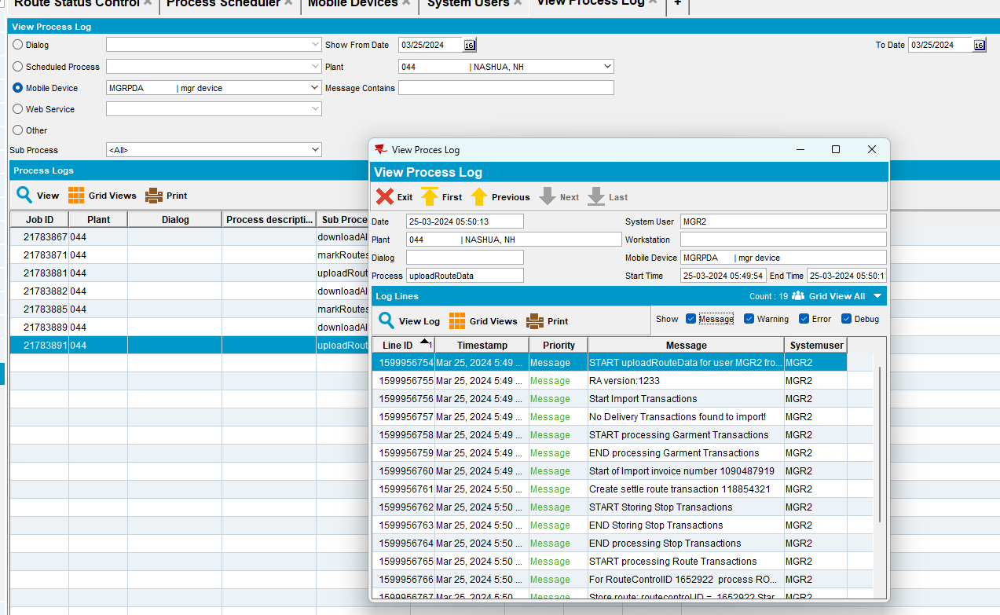 Route Status Control × Process Scheduler × Mobile Devices × System Users × View Process Log × +
View Process Log
Dialog Show From Date 03/25/2024 16 To Date 03/25/2024 16
Scheduled Process Plant 044 | NASHUA, NH
Mobile Device MGRPDA | mgr device Message Contains
Web Service
Other
Sub Process <All>
Process Logs
View Grid Views Print
Job ID Plant Dialog Process descripti... Sub Proce
21783867 044 downloadAl
21783871 044 markRoutes
21783881 044 uploadRout
21783882 044 downloadAl
21783885 044 markRoutes
21783889 044 downloadAl
21783891 044 uploadRout
View Proces Log
View Process Log
Exit First Previous Next Last
Date 25-03-2024 05:50:13 System User MGR2
Plant 044 | NASHUA, NH Workstation
Dialog Mobile Device MGRPDA | mgr device
Process uploadRouteData Start Time 25-03-2024 05:49:54 End Time 25-03-2024 05:50:1
Log Lines Count : 19 Grid View All
View Log Grid Views Print Show Message Warning Error Debug
Line ID 1 Timestamp Priority Message Systemuser
1599956754 Mar 25, 2024 5:49 ... Message START uploadRouteData for user MGR2 fro... MGR2
1599956755 Mar 25, 2024 5:49 ... Message RA version:1233 MGR2
1599956756 Mar 25, 2024 5:49 ... Message Start Import Transactions MGR2
1599956757 Mar 25, 2024 5:49 ... Message No Delivery Transactions found to import! MGR2
1599956758 Mar 25, 2024 5:49 ... Message START processing Garment Transactions MGR2
1599956759 Mar 25, 2024 5:49 ... Message END processing Garment Transactions MGR2
1599956760 Mar 25, 2024 5:49 ... Message Start of Import invoice number 1090487919 MGR2
1599956761 Mar 25, 2024 5:50 ... Message Create settle route transaction 118854321 MGR2
1599956762 Mar 25, 2024 5:50 ... Message START Storing Stop Transactions MGR2
1599956763 Mar 25, 2024 5:50 ... Message END Storing Stop Transactions MGR2
1599956764 Mar 25, 2024 5:50 ... Message END processing Stop Transactions MGR2
1599956765 Mar 25, 2024 5:50 ... Message START processing Route Transactions MGR2
1599956766 Mar 25, 2024 5:50 ... Message For RouteControlID 1652922 process RO... MGR2
1599956767 Mar 25, 2024 5:50 Message Store route: routecontrolID = 1652922 Star MGR2